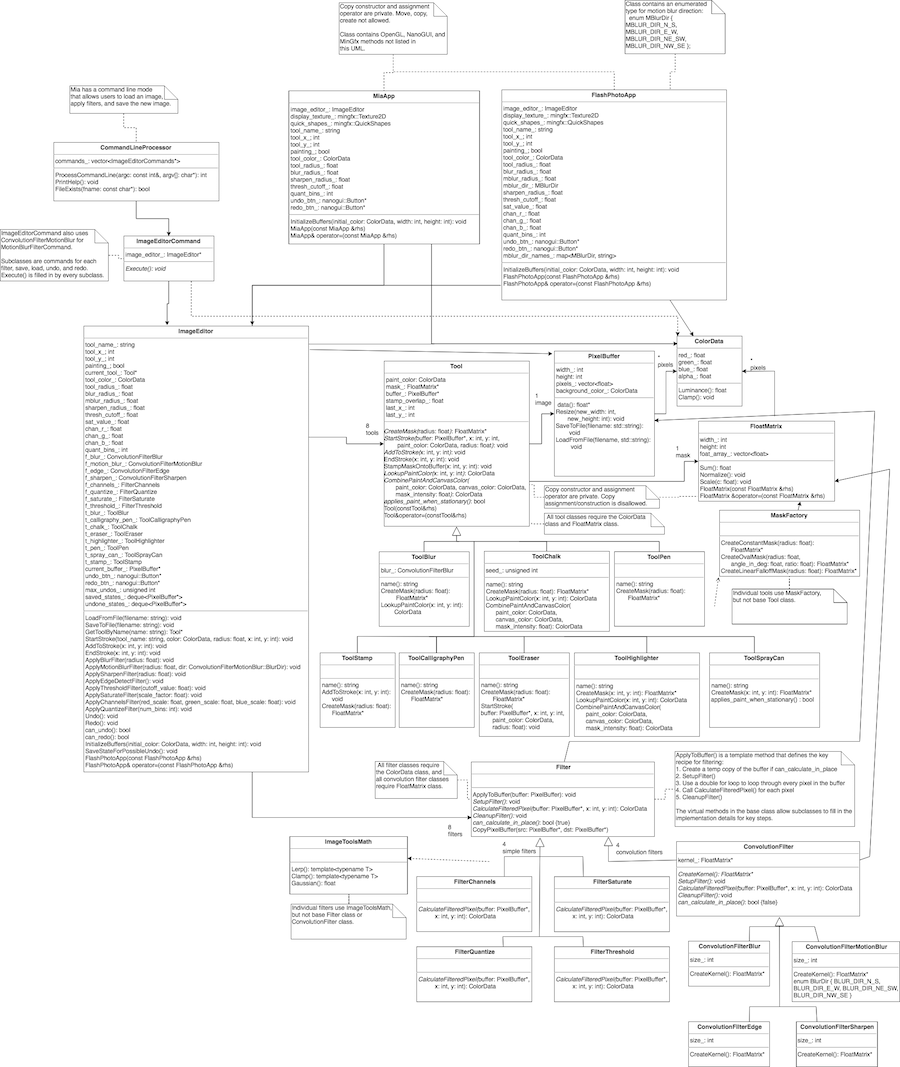 Copy constructor and assignment
operator are private. Move, copy,
create not allowed.
Class contains OpenGL, NanoGUI, and
MinGfx methods not listed in
this UML.
Class contains an enumerated
type for motion blur direction:
enum MBlurDir {
MBLUR_DIR_N_S,
MBLUR_DIR_E_W,
MBLUR_DIR_NE_SW,
MBLUR_DIR_NW_SE };
Mia has a command line mode
that allows users to load an image,
apply filters, and save the new image.
CommandLineProcessor
commands_: vector<ImageEditorCommands*>
ProcessCommandLine(argc: const int&, argv[]: char*): int
PrintHelp(): void
FileExists(fname: const char*): bool
MiaApp
image_editor_: ImageEditor
display_texture_: mingfx::Texture2D
quick_shapes_: mingfx::QuickShapes
tool_name_: string
tool_x_: int
tool_y_: int
painting_: bool
tool_color_: ColorData
tool_radius_: float
blur_radius_: float
sharpen_radius_: float
thresh_cutoff_: float
quant_bins_: int
undo_btn_: nanogui::Button*
redo_btn_: nanogui::Button*
InitializeBuffers(initial_color: ColorData, width: int, height: int): void
MiaApp(const MiaApp &rhs)
MiaApp& operator=(const MiaApp &rhs)
FlashPhotoApp
image_editor_: ImageEditor
display_texture_: mingfx::Texture2D
quick_shapes_: mingfx::QuickShapes
tool_name_: string
tool_x_: int
tool_y_: int
painting_; bool
tool_color_: ColorData
tool_radius_: float
blur_radius_: float
mblur_radius_: float
mblur_dir_: MBlurDir
sharpen_radius_: float
thresh_cutoff_: float
sat_value_: float
chan_r_: float
chan_g_: float
chan_b_: float
quant_bins_: int
undo_btn_: nanogui::Button*
redo_btn_: nanogui::Button*
mblur_dir_names_: map<MBlurDir, string>
InitializeBuffers(initial_color: ColorData, width: int, height: int): void
FlashPhotoApp(const FlashPhotoApp &rhs)
FlashPhotoApp& operator=(const FlashPhotoApp &rhs)
ImageEditorCommand also uses
ConvolutionFilterMotionBlur for
MotionBlurFilterCommand.
Subclasses are commands for each
filter, save, load, undo, and redo.
Execute() is filled in by every subclass.
ImageEditorCommand
image_editor_: ImageEditor*
Execute(): void
ImageEditor
tool_name_: string
tool_x_: int
tool_y_: int
painting_: bool
current_tool_: Tool*
tool_color_: ColorData
tool_radius_: float
blur_radius_: float
mblur_radius_: float
sharpen_radius_: float
thresh_cutoff_: float
sat_value_: float
chan_r_: float
chan_g_: float
chan_b_: float
quant_bins_: int
f_blur_: ConvolutionFilterBlur
f_motion_blur_: ConvolutionFilterMotionBlur
f_edge_: ConvolutionFilterEdge
f_sharpen_: ConvolutionFilterSharpen
f_channels_: FilterChannels
f_quantize_: FilterQuantize
f_saturate_: FilterSaturate
f_threshold_: FilterThreshold
t_blur_: ToolBlur
t_calligraphy_pen_: ToolCalligraphyPen
t_chalk_: ToolChalk
t_eraser_: ToolEraser
t_highlighter_: ToolHighlighter
t_pen_: ToolPen
t_spray_can_: ToolSprayCan
t_stamp_: ToolStamp
current_buffer_: PixelBuffer*
undo_btn_: nanogui::Button*
redo_btn_: nanogui::Button*
max_undos_: unsigned int
saved_states_: deque<PixelBuffer*>
undone_states_: deque<PixelBuffer*>
LoadFromFile(filename: string): void
SaveToFile(filename: string): void
GetToolByName(name: string): Tool*
StartStroke(tool_name: string, color: ColorData, radius: float, x: int, y: int): void
AddToStroke(x: int, y: int): void
EndStroke(x: int, y: int): void
ApplyBlurFilter(radius: float): void
ApplyMotionBlurFilter(radius: float, dir: ConvolutionFilterMotionBlur::BlurDir): void
ApplySharpenFilter(radius: float): void
ApplyEdgeDetectFilter(): void
ApplyThresholdFilter(cutoff_value: float): void
ApplySaturateFilter(scale_factor: float): void
ApplyChannelsFilter(red_scale: float, green_scale: float, blue_scale: float): void
ApplyQuantizeFilter(num_bins: int): void
Undo(): void
Redo(): void
can_undo(): bool
can_redo(): bool
InitializeBuffers(initial_color: ColorData, width: int, height: int): void
SaveStateForPossibleUndo(): void
FlashPhotoApp(const FlashPhotoApp &rhs)
FlashPhotoApp& operator=(const FlashPhotoApp &rhs)
ColorData
red_: float
green_: float
blue_: float
alpha_: float
Luminance(): float
Clamp(): void
PixelBuffer
width_: int
height: int
pixels_: vector<float>
background_color_: ColorData
data(): float*
Resize(new_width: int,
new_height: int): void
SaveToFile(filename: std::string):
void
LoadFromFile(filename, std::string):
void
*
pixels
*
pixels
Tool
paint_color: ColorData
mask_: FloatMatrix*
buffer_: PixelBuffer*
stamp_overlap_: float
last_x_: int
last_y_: int
CreateMask(radius: float): FloatMatrix*
StartStroke(buffer: PixelBuffer*, x: int, y: int,
paint_color: ColorData, radius: float): void
AddToStroke(x: int, y: int): void
EndStroke(x: int, y: int): void
StampMaskOntoBuffer(x: int, y: int): void
LookupPaintColor(x: int, y: int): ColorData
CombinePaintAndCanvasColor(
paint_color: ColorData, canvas_color: ColorData,
mask_intensity: float): ColorData
applies_paint_when_stationary(): bool
Tool(constTool&rhs)
Tool&operator=(constTool&rhs)
8
tools
1
image
1
mask
FloatMatrix
width_: int
height_: int
float_array_: vector<float>
Sum(): float
Normalize(): void
Scale(c: float): void
FloatMatrix(const FloatMatrix &rhs)
FloatMatrix &operator=(const FloatMatrix &rhs)
Copy constructor and assignment
operator are private. Copy
assignment/construction is disallowed.
All tool classes require the ColorData
class and FloatMatrix class.
MaskFactory
CreateConstantMask(radius: float):
FloatMatrix*
CreateOvalMask(radius: float,
angle_in_deg: float, ratio: float): FloatMatrix*
CreateLinearFalloffMask(radius: float): FloatMatrix*
Individual tools use MaskFactory,
but not base Tool class.
ToolBlur
blur_: ConvolutionFilterBlur
name(): string
CreateMask(radius: float):
FloatMatrix*
LookupPaintColor(x: int, y: int):
ColorData
ToolChalk
seed_: unsigned int
name(): string
CreateMask(radius: float): FloatMatrix*
LookupPaintColor(x: int, y: int): ColorData
CombinePaintAndCanvasColor(
paint_color: ColorData,
canvas_color: ColorData,
mask_intensity: float): ColorData
ToolPen
name(): string
CreateMask(radius: float):
FloatMatrix*
ToolStamp
name(): string
AddToStroke(x: int, y: int):
void
CreateMask(radius: float):
FloatMatrix*
ToolCalligraphyPen
name(): string
CreateMask(radius: float):
FloatMatrix*
ToolEraser
name(): string
CreateMask(radius: float):
FloatMatrix*
StartStroke(
buffer: PixelBuffer*, x: int, y: int,
paint_color: ColorData,
radius: float): void
ToolHighlighter
name(): string
CreateMask(x: int, y: int): FloatMatrix*
LookupPaintColor(x: int, y: int): ColorData
CombinePaintAndCanvasColor(
paint_color: ColorData,
canvas_color: ColorData,
mask_intensity: float): ColorData
ToolSprayCan
name(): string
CreateMask(x: int, y: int): FloatMatrix*
applies_paint_when_stationary() : bool
All filter classes require
the ColorData class, and
all convolution filter classes
require FloatMatrix class.
Filter
ApplyToBuffer(buffer: PixelBuffer): void
SetupFilter(): void
CalculateFilteredPixel(buffer: PixelBuffer*, x: int, y: int): ColorData
CleanupFilter(): void
can_calculate_in_place(): bool {true}
CopyPixelBuffer(src: PixelBuffer*, dst: PixelBuffer*)
ApplyToBuffer() is a template method that defines the key
recipe for filtering:
1. Create a temp copy of the buffer if can_calculate_in_place
2. SetupFilter()
3. Use a double for loop to loop through every pixel in the buffer
4. Call CalculateFilteredPixel() for each pixel
5. CleanupFilter()
The virtual methods in the base class allow subclasses to fill in the
implementation details for key steps.
8
filters
4
simple filters
4
convolution filters
ImageToolsMath
Lerp(): template<typename T>
Clamp(): template<typename T>
Gaussian(): float
Individual filters use ImageToolsMath,
but not base Filter class or
ConvolutionFilter class.
ConvolutionFilter
kernel_: FloatMatrix*
CreateKernel(): FloatMatrix*
SetupFilter(): void
CalculateFilteredPixel(buffer: PixelBuffer*, x: int, y: int): ColorData
CleanupFilter(): void
can_calculate_in_place(): bool {false}
FilterChannels
CalculateFilteredPixel(buffer: PixelBuffer*,
x: int, y: int): ColorData
FilterSaturate
CalculateFilteredPixel(buffer: PixelBuffer*,
x: int, y: int): ColorData
FilterQuantize
CalculateFilteredPixel(buffer: PixelBuffer*,
x: int, y: int): ColorData
FilterThreshold
CalculateFilteredPixel(buffer: PixelBuffer*,
x: int, y: int): ColorData
ConvolutionFilterBlur
size_: int
CreateKernel(): FloatMatrix*
ConvolutionFilterMotionBlur
size_: int
CreateKernel(): FloatMatrix*
enum BlurDir { BLUR_DIR_N_S,
BLUR_DIR_E_W, BLUR_DIR_NE_SW,
BLUR_DIR_NW_SE }
ConvolutionFilterEdge
size_: int
CreateKernel(): FloatMatrix*
ConvolutionFilterSharpen
size_: int
CreateKernel(): FloatMatrix*